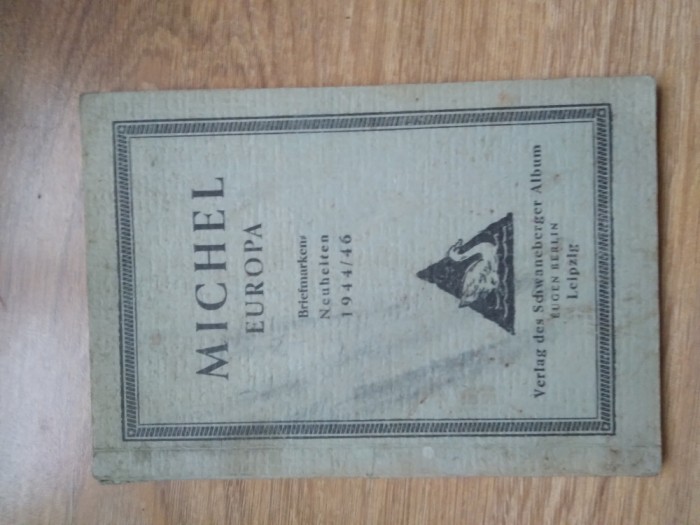 MICHEL
EUROPA
Briefmarken-
Neuheiten
1944/46
Verlag des Schwaneberger Album
EUGEN BERLIN
Leipzig